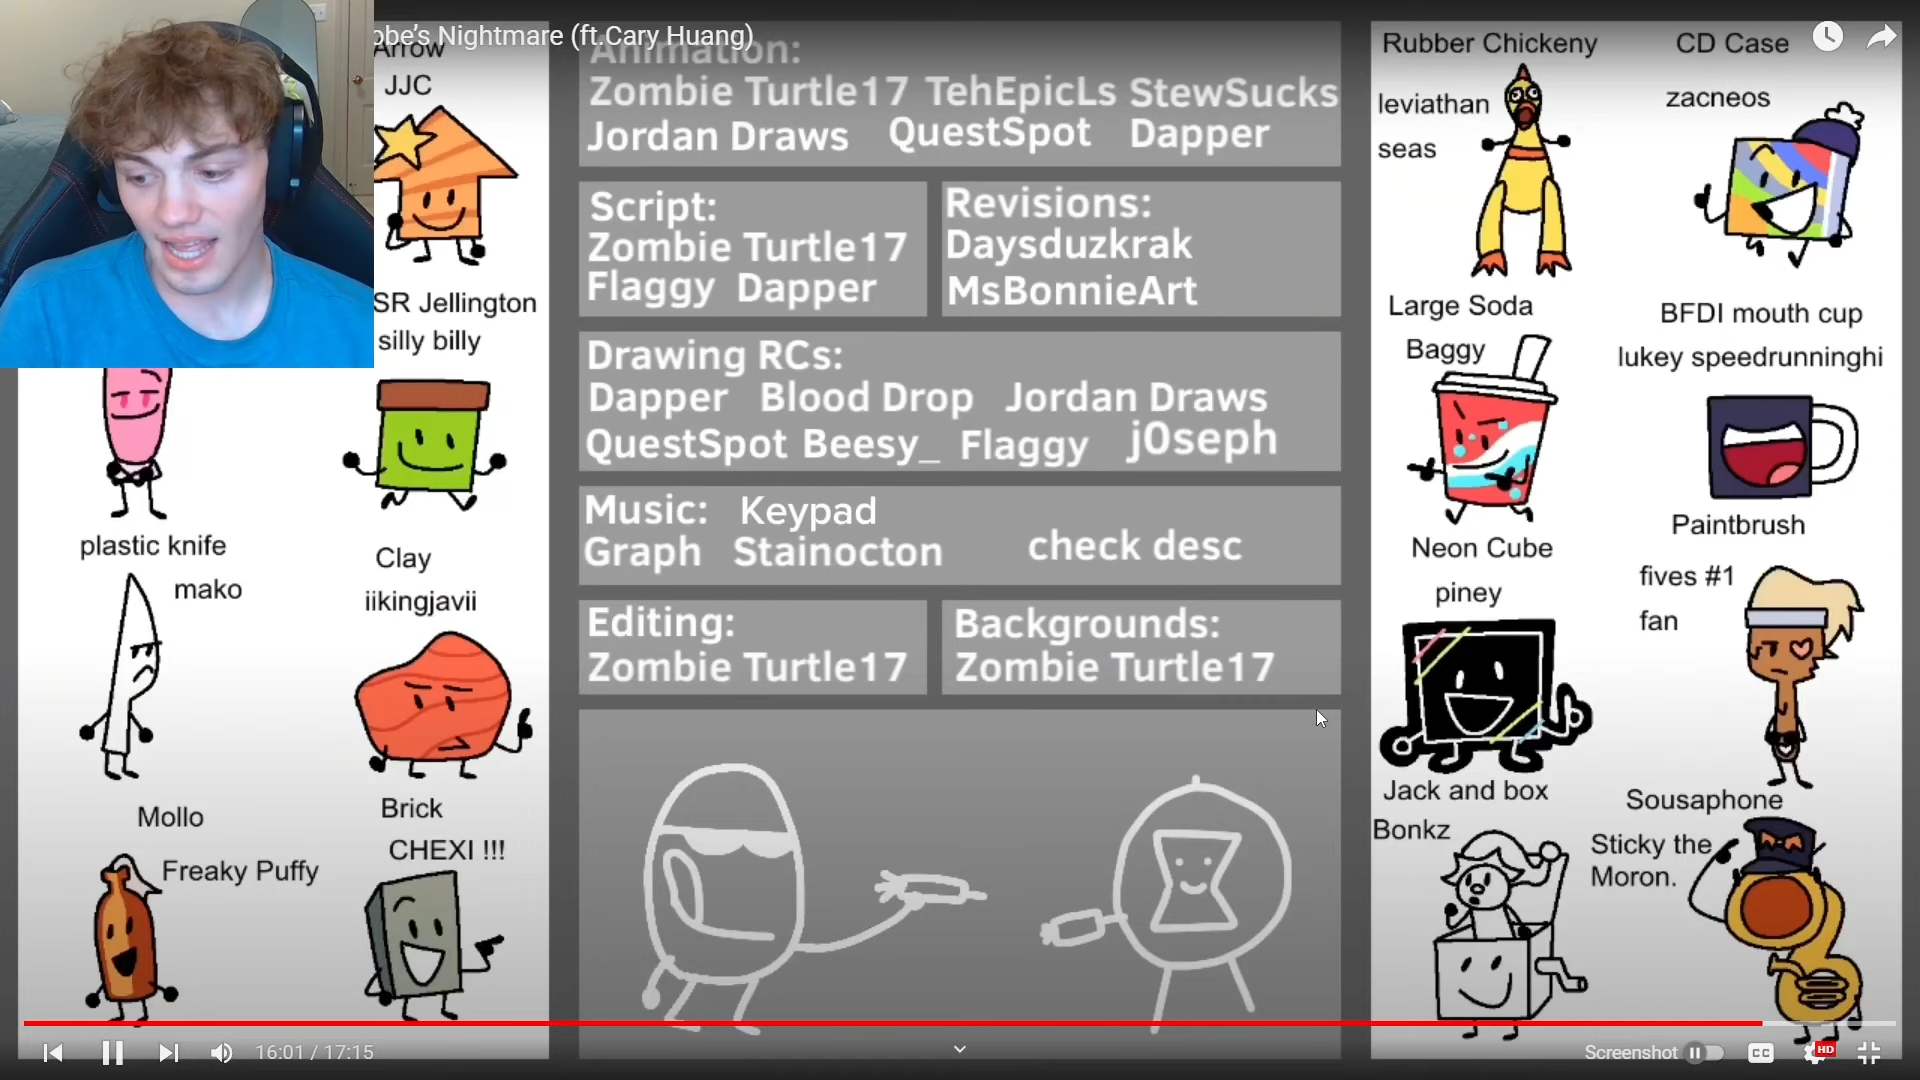 obe’s Nightmare (ft.Cary Huang)
Arrow
JJC
SR Jellington
silly billy
plastic knife
mako
Clay
iikingjavii
Mollo
Freaky Puffy
Brick
CHEXI !!!
Animation:
Zombie Turtle17 TehEpicLs StewSucks
Jordan Draws QuestSpot Dapper
Script:
Zombie Turtle17
Flaggy Dapper
Revisions:
Daysduzkrak
MsBonnieArt
Drawing RCs:
Dapper Blood Drop Jordan Draws
QuestSpot Beesy_ Flaggy j0seph
Music: Keypad
Graph Stainocton check desc
Editing:
Zombie Turtle17
Backgrounds:
Zombie Turtle17
Rubber Chickeny
leviathan
seas
CD Case
zacneos
Large Soda
Baggy
BFDI mouth cup
lukey speedrunninghi
Neon Cube
piney
Paintbrush
fives #1
fan
Jack and box
Bonkz
Sousaphone
Sticky the
Moron.
16:01 / 17:15
Screenshot
CC
HD